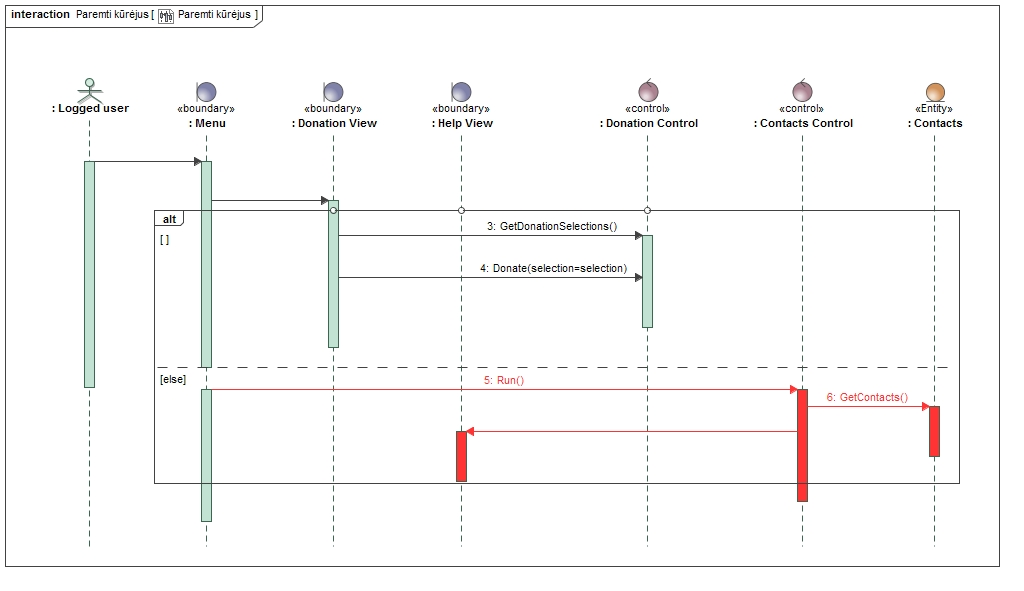 interaction Paremti kūrėjus [ Paremti kūrėjus ]
: Logged user
«boundary»
: Menu
«boundary»
: Donation View
«boundary»
: Help View
«control»
: Donation Control
«control»
: Contacts Control
«Entity»
: Contacts
alt
[ ]
3: GetDonationSelections()
4: Donate(selection=selection)
[else]
5: Run()
6: GetContacts()